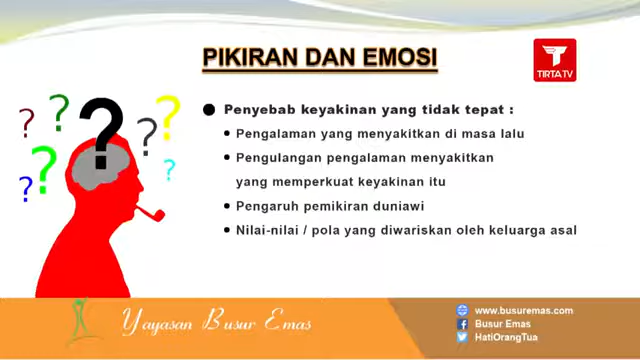 PIKIRAN DAN EMOSI
TIRTA TV
Penyebab keyakinan yang tidak tepat :
Pengalaman yang menyakitkan di masa lalu
Pengulangan pengalaman menyakitkan
yang memperkuat keyakinan itu
Pengaruh pemikiran duniawi
Nilai-nilai / pola yang diwariskan oleh keluarga asal
? ? ? ? ? ? ? ?
Yayasan Busur Emas
www.busuremas.com
Busur Emas
HatiOrangTua